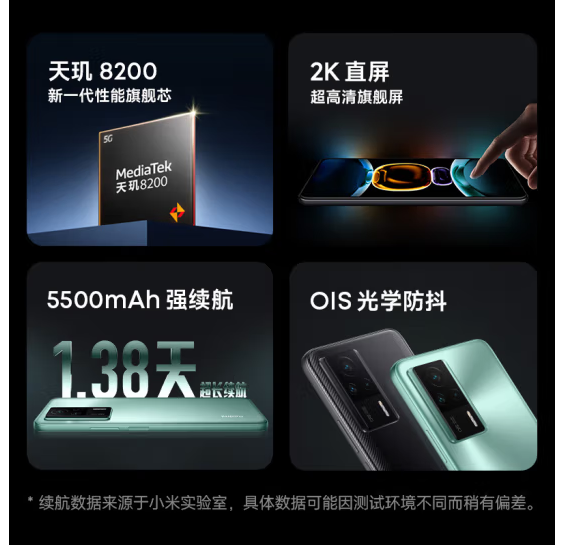 天玑 8200
新一代性能旗舰芯
5G
MediaTek
天玑8200
2K 直屏
超高清旗舰屏
5500mAh 强续航
1.38天
超长续航
OIS 光学防抖
* 续航数据来源于小米实验室，具体数据可能因测试环境不同而稍有偏差。